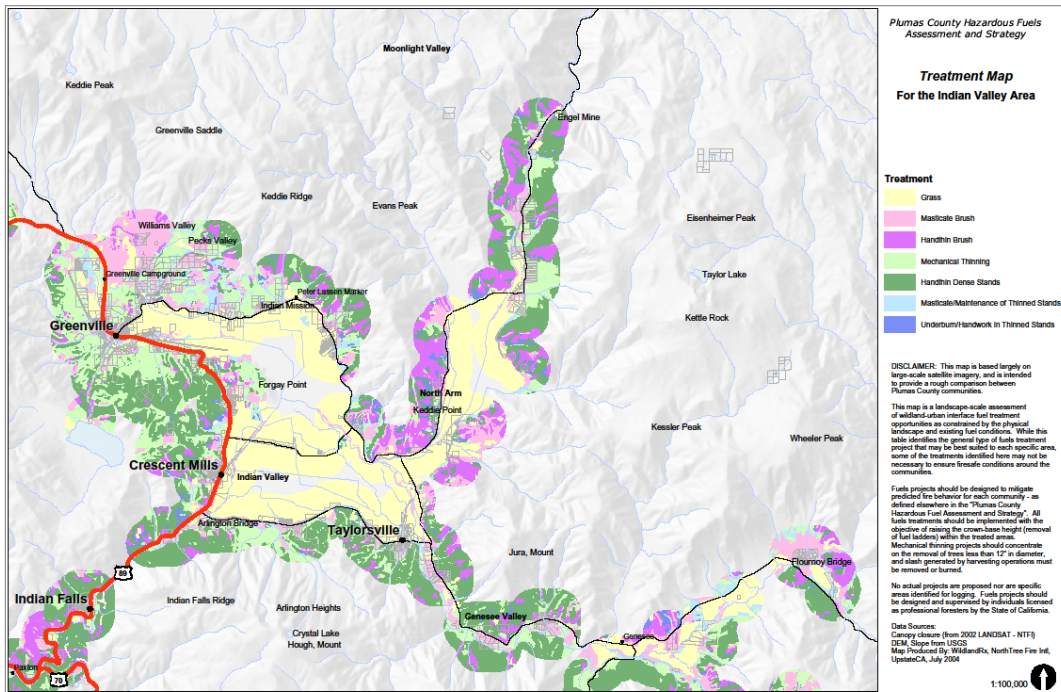 Plumas County Hazardous Fuels
Assessment and Strategy
Treatment Map
For the Indian Valley Area
Treatment
Grass
Masticate Brush
Handthin Brush
Mechanical Thinning
Handthin Dense Stands
Masticate/Maintenance of Thinned Stands
Underburn/Handwork In Thinned Stands
DISCLAIMER: This map is based largely on
large-scale satellite imagery, and is intended
to provide a rough comparison between
Plumas County communities.
This map is a landscape-scale assessment
of wildland-urban interface fuel treatment
opportunities as constrained by the physical
landscape and existing fuel conditions. While this
table identifies the general type of fuels treatment
project that may be best suited to each specific area,
some of the treatments identified here may not be
necessary to ensure firesafe conditions around the
communities.
Fuels projects should be designed to mitigate
predicted fire behavior for each community - as
defined elsewhere in the "Plumas County
Hazardous Fuel Assessment and Strategy". All
fuels treatments should be implemented with the
objective of raising the crown-base height (removal
of fuel ladders) within the treated areas.
Mechanical thinning projects should concentrate
on the removal of trees less than 12" in diameter,
and slash generated by harvesting operations must
be removed or burned.
No actual projects are proposed nor are specific
areas identified for logging. Fuels projects should
be designed and supervised by individuals licensed
as professional foresters by the State of California.
Data Sources:
Canopy closure (from 2002 LANDSAT - NTFI)
DEM, Slope from USGS
Map Produced By: WildlandRx, NorthTree Fire Intl,
UpstateCA, July 2004
1:100,000
Moonlight Valley
Keddie Peak
Engel Mine
Greenville Saddle
Keddie Ridge
Evans Peak
Eisenheimer Peak
Williams Valley
Pecks Valley
Greenville Campground
Taylor Lake
Peter Lassen Marker
Indian Mission
Kettle Rock
Greenville
Forgay Point
North Arm
Keddie Point
Kessler Peak
Wheeler Peak
Crescent Mills
Indian Valley
Arlington Bridge
Taylorsville
Jura, Mount
Flournoy Bridge
89
Indian Falls
Indian Falls Ridge
Arlington Heights
Genesee Valley
Crystal Lake
Hough, Mount
Genesee
Paxton
70